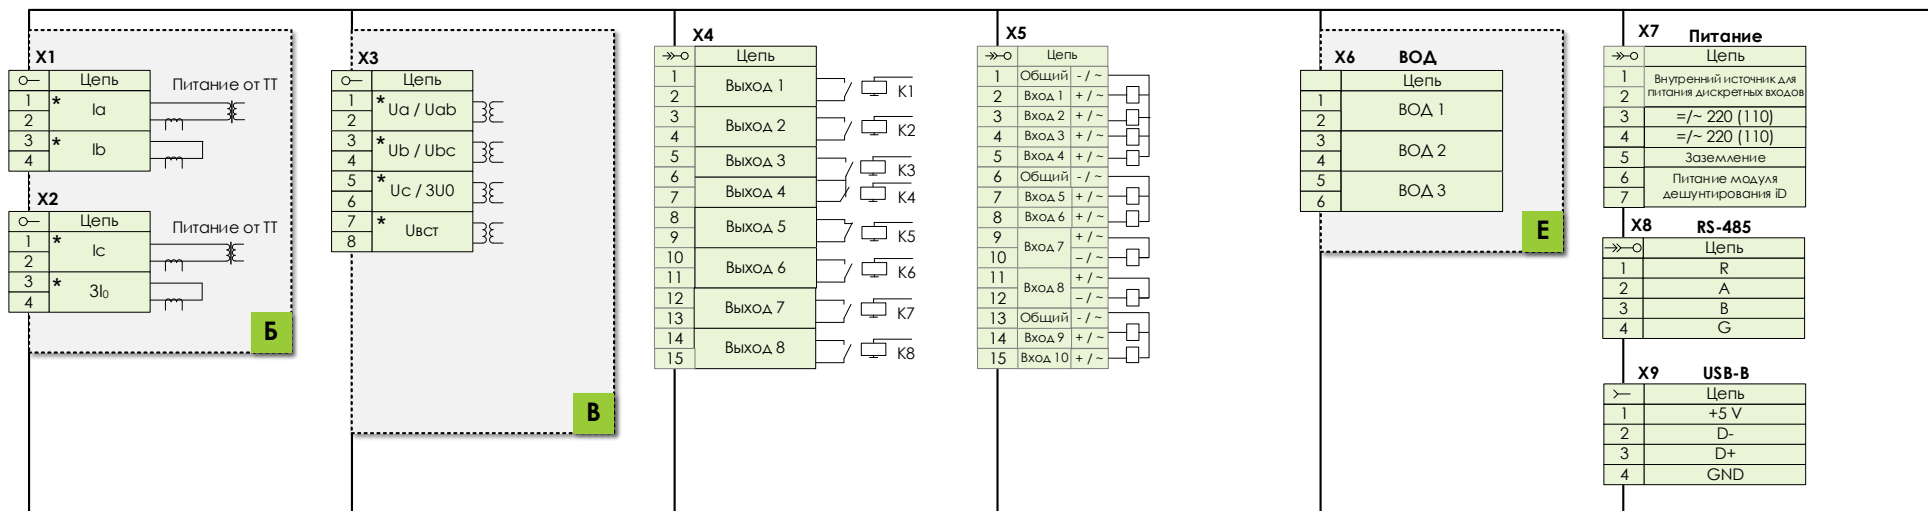 X1
Цепь
1 * Ia
2
3 * Ib
4
Питание от ТТ
X2
Цепь
1 * Ic
2
3 * 3I0
4
Питание от ТТ
Б
X3
Цепь
1 * Ua / Uab
2
3 * Ub / Ubc
4
5 * Uc / 3U0
6
7 * Uвст
8
В
X4
Цепь
1 Выход 1 K1
2
3 Выход 2 K2
4
5 Выход 3 K3
6
7 Выход 4 K4
8 Выход 5 K5
9
10 Выход 6 K6
11
12 Выход 7 K7
13
14 Выход 8 K8
15
X5
Цепь
1 Общий - / ~
2 Вход 1 + / ~
3 Вход 2 + / ~
4 Вход 3 + / ~
5 Вход 4 + / ~
6 Общий - / ~
7 Вход 5 + / ~
8 Вход 6 + / ~
9 Вход 7 + / ~
10 – / ~
11 Вход 8 + / ~
12 – / ~
13 Общий - / ~
14 Вход 9 + / ~
15 Вход 10 + / ~
X6 ВОД
Цепь
1 ВОД 1
2
3 ВОД 2
4
5 ВОД 3
6
Е
X7 Питание
Цепь
1 Внутренний источник для
2 питания дискретных входов
3 =/~ 220 (110)
4 =/~ 220 (110)
5 Заземление
6 Питание модуля
7 дешунтирования iD
X8 RS-485
Цепь
1 R
2 A
3 B
4 G
X9 USB-B
Цепь
1 +5 V
2 D-
3 D+
4 GND